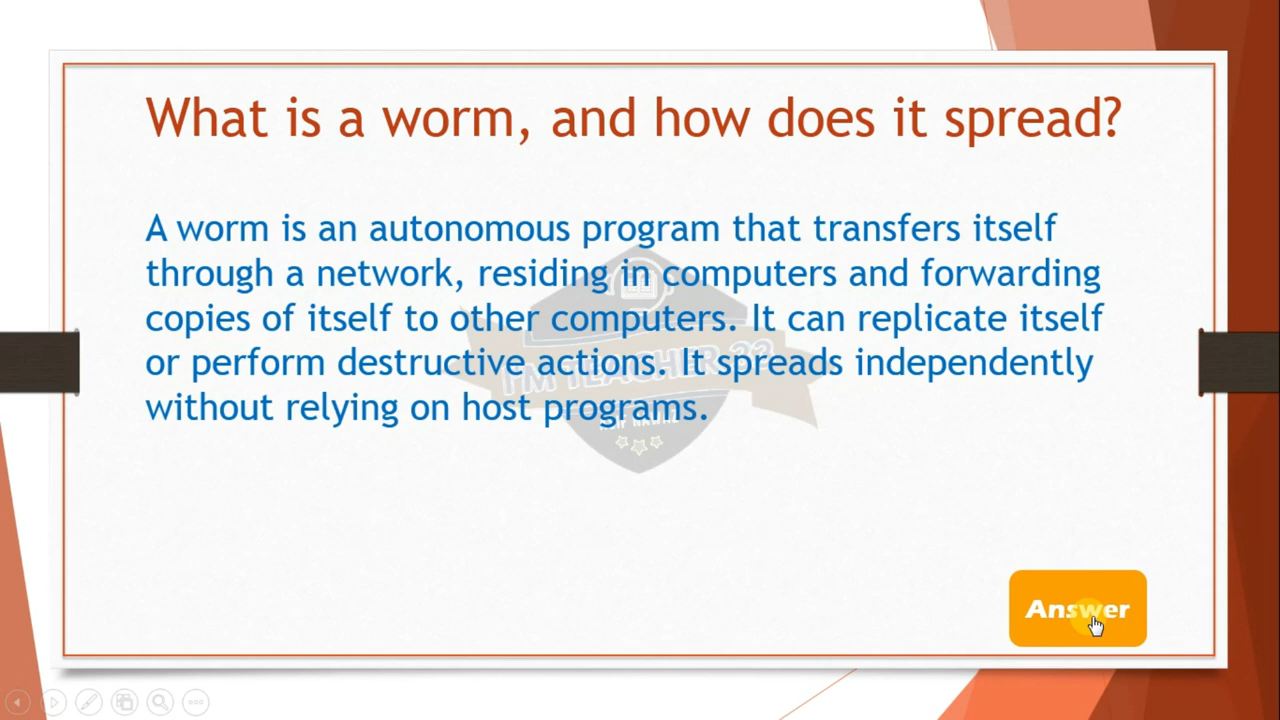 What is a worm, and how does it spread?
A worm is an autonomous program that transfers itself
through a network, residing in computers and forwarding
copies of itself to other computers. It can replicate itself
or perform destructive actions. It spreads independently
without relying on host programs.
I'M TEACHER 22
Answer